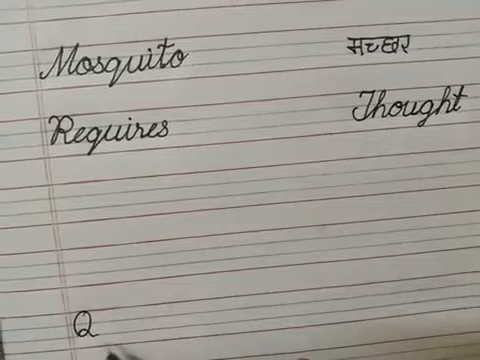 Mosquito मच्छर
Requires Thought
Q